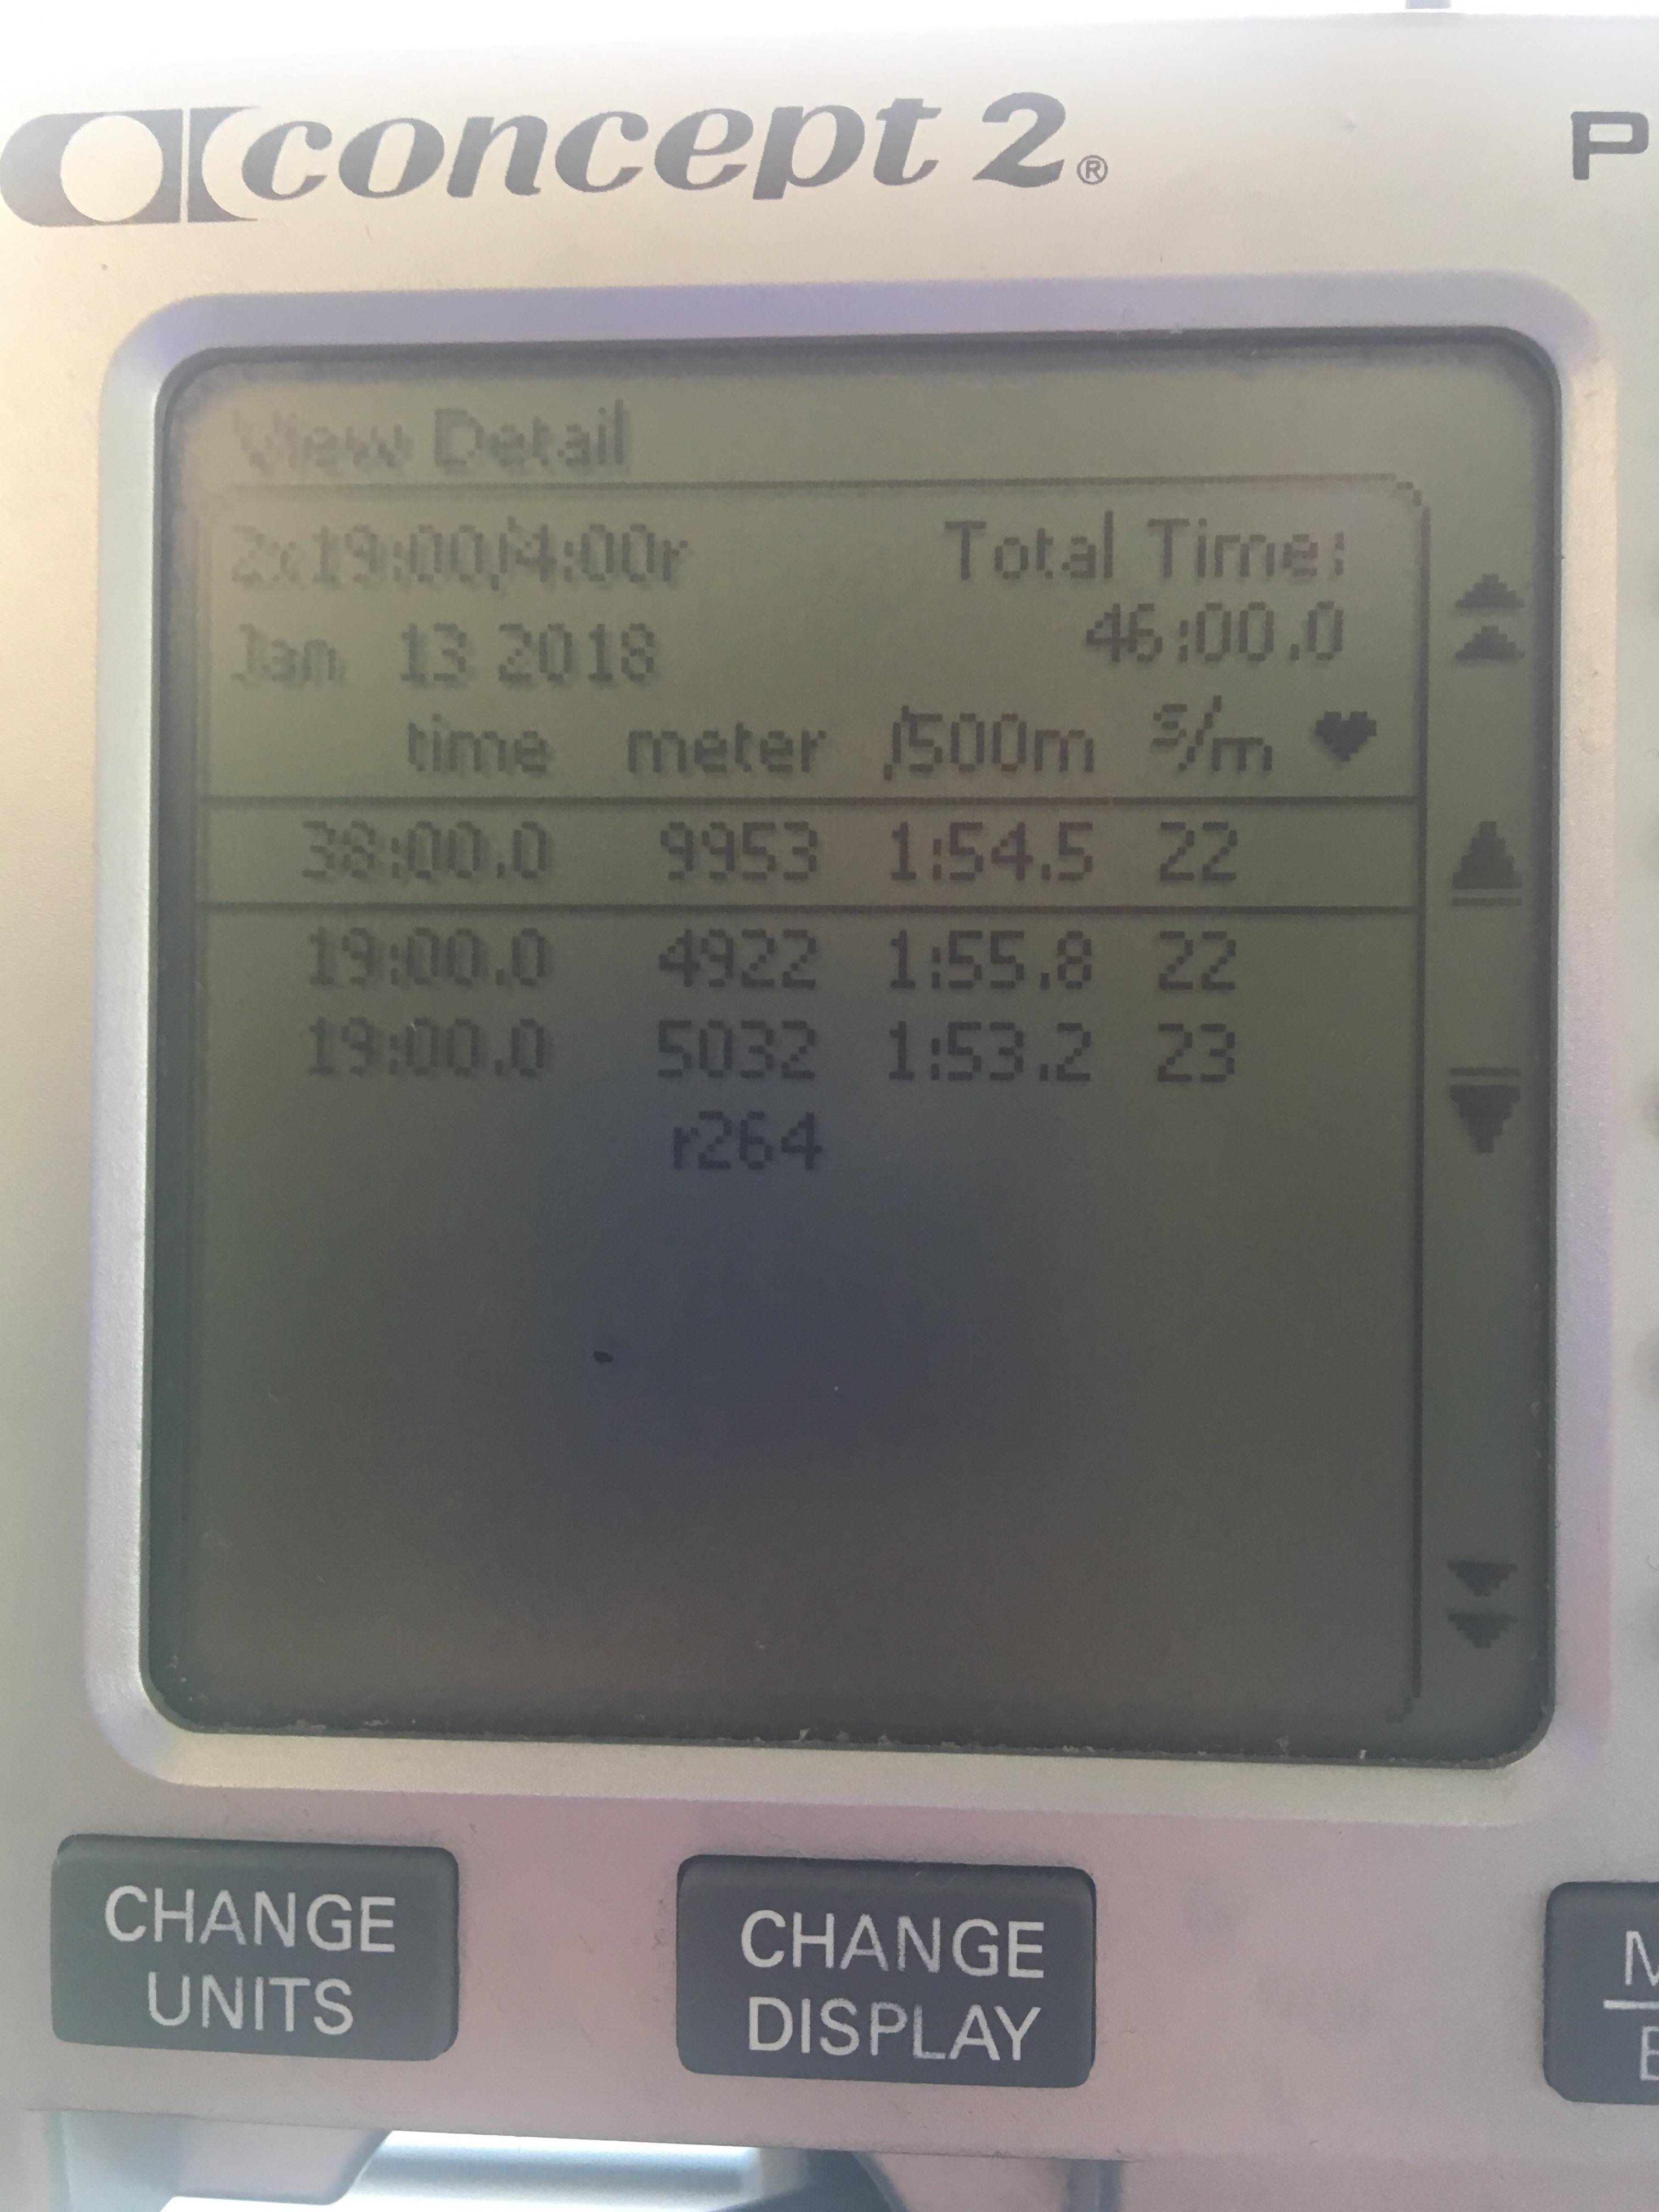 concept 2®
P
View Detail
2x19:00/4:00r Total Time:
Jan 13 2018 46:00.0
time meter /500m s/m ♥
38:00.0 9953 1:54.5 22
19:00.0 4922 1:55.8 22
19:00.0 5032 1:53.2 23
r264
CHANGE
UNITS
CHANGE
DISPLAY